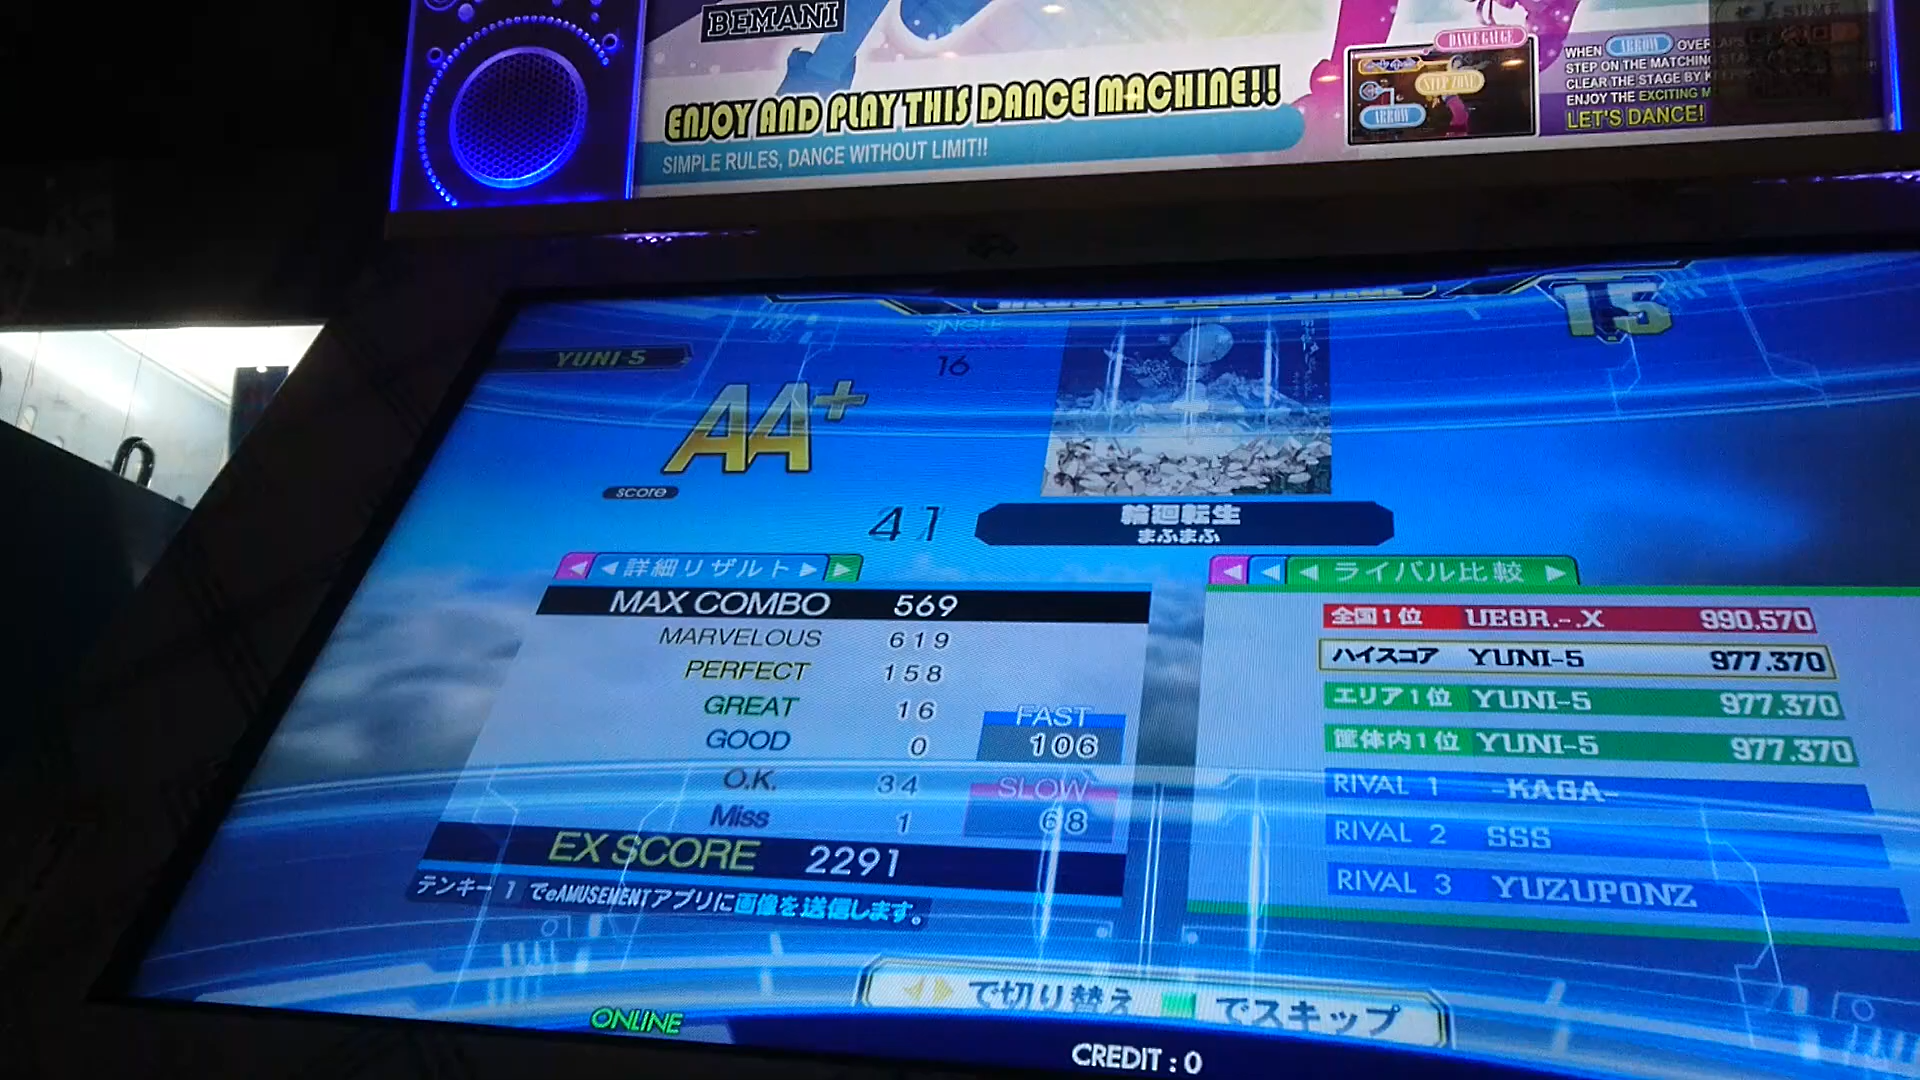 BEMANI
ENJOY AND PLAY THIS DANCE MACHINE!!
SIMPLE RULES, DANCE WITHOUT LIMIT!!
DANCE GAUGE
STEP ZONE
ARROW
WHEN ARROW OVERLAPS
STEP ON THE MATCHING
CLEAR THE STAGE BY
ENJOY THE EXCITING
LET'S DANCE!
15
YUNI-5
SINGLE
16
AA+
score
41
輪廻転生
まふまふ
詳細リザルト
MAX COMBO 569
MARVELOUS 619
PERFECT 158
GREAT 16
GOOD 0
O.K. 34
Miss 1
FAST
106
SLOW
68
EX SCORE 2291
テンキー 1 でeAMUSEMENTアプリに画像を送信します。
ライバル比較
全国1位 UE8R.-.X 990.570
ハイスコア YUNI-5 977.370
エリア1位 YUNI-5 977.370
筐体内1位 YUNI-5 977.370
RIVAL 1 -KAGA-
RIVAL 2 SSS
RIVAL 3 YUZUPONZ
で切り替え でスキップ
ONLINE
CREDIT : 0